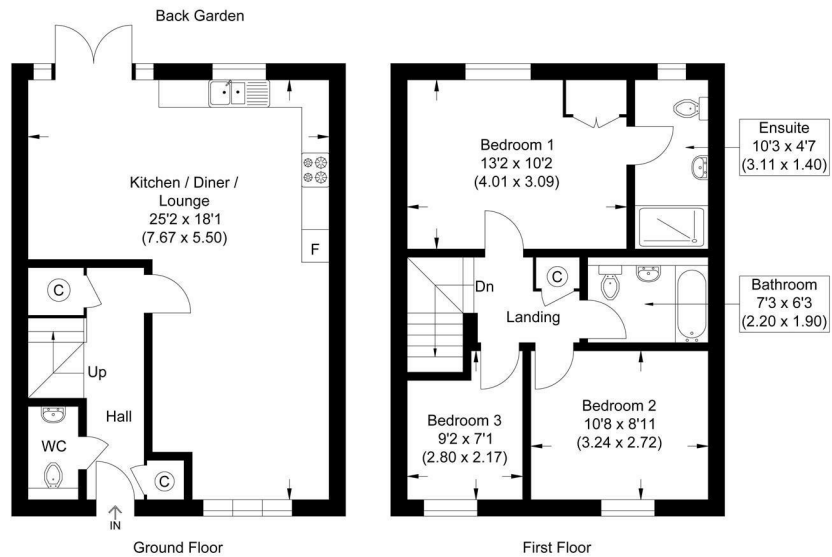 Back Garden
Kitchen / Diner /
Lounge
25'2 x 18'1
(7.67 x 5.50)
F
C
Up
Hall
WC
C
IN
Ground Floor
Bedroom 1
13'2 x 10'2
(4.01 x 3.09)
Ensuite
10'3 x 4'7
(3.11 x 1.40)
Dn
C
Landing
Bathroom
7'3 x 6'3
(2.20 x 1.90)
Bedroom 3
9'2 x 7'1
(2.80 x 2.17)
Bedroom 2
10'8 x 8'11
(3.24 x 2.72)
First Floor